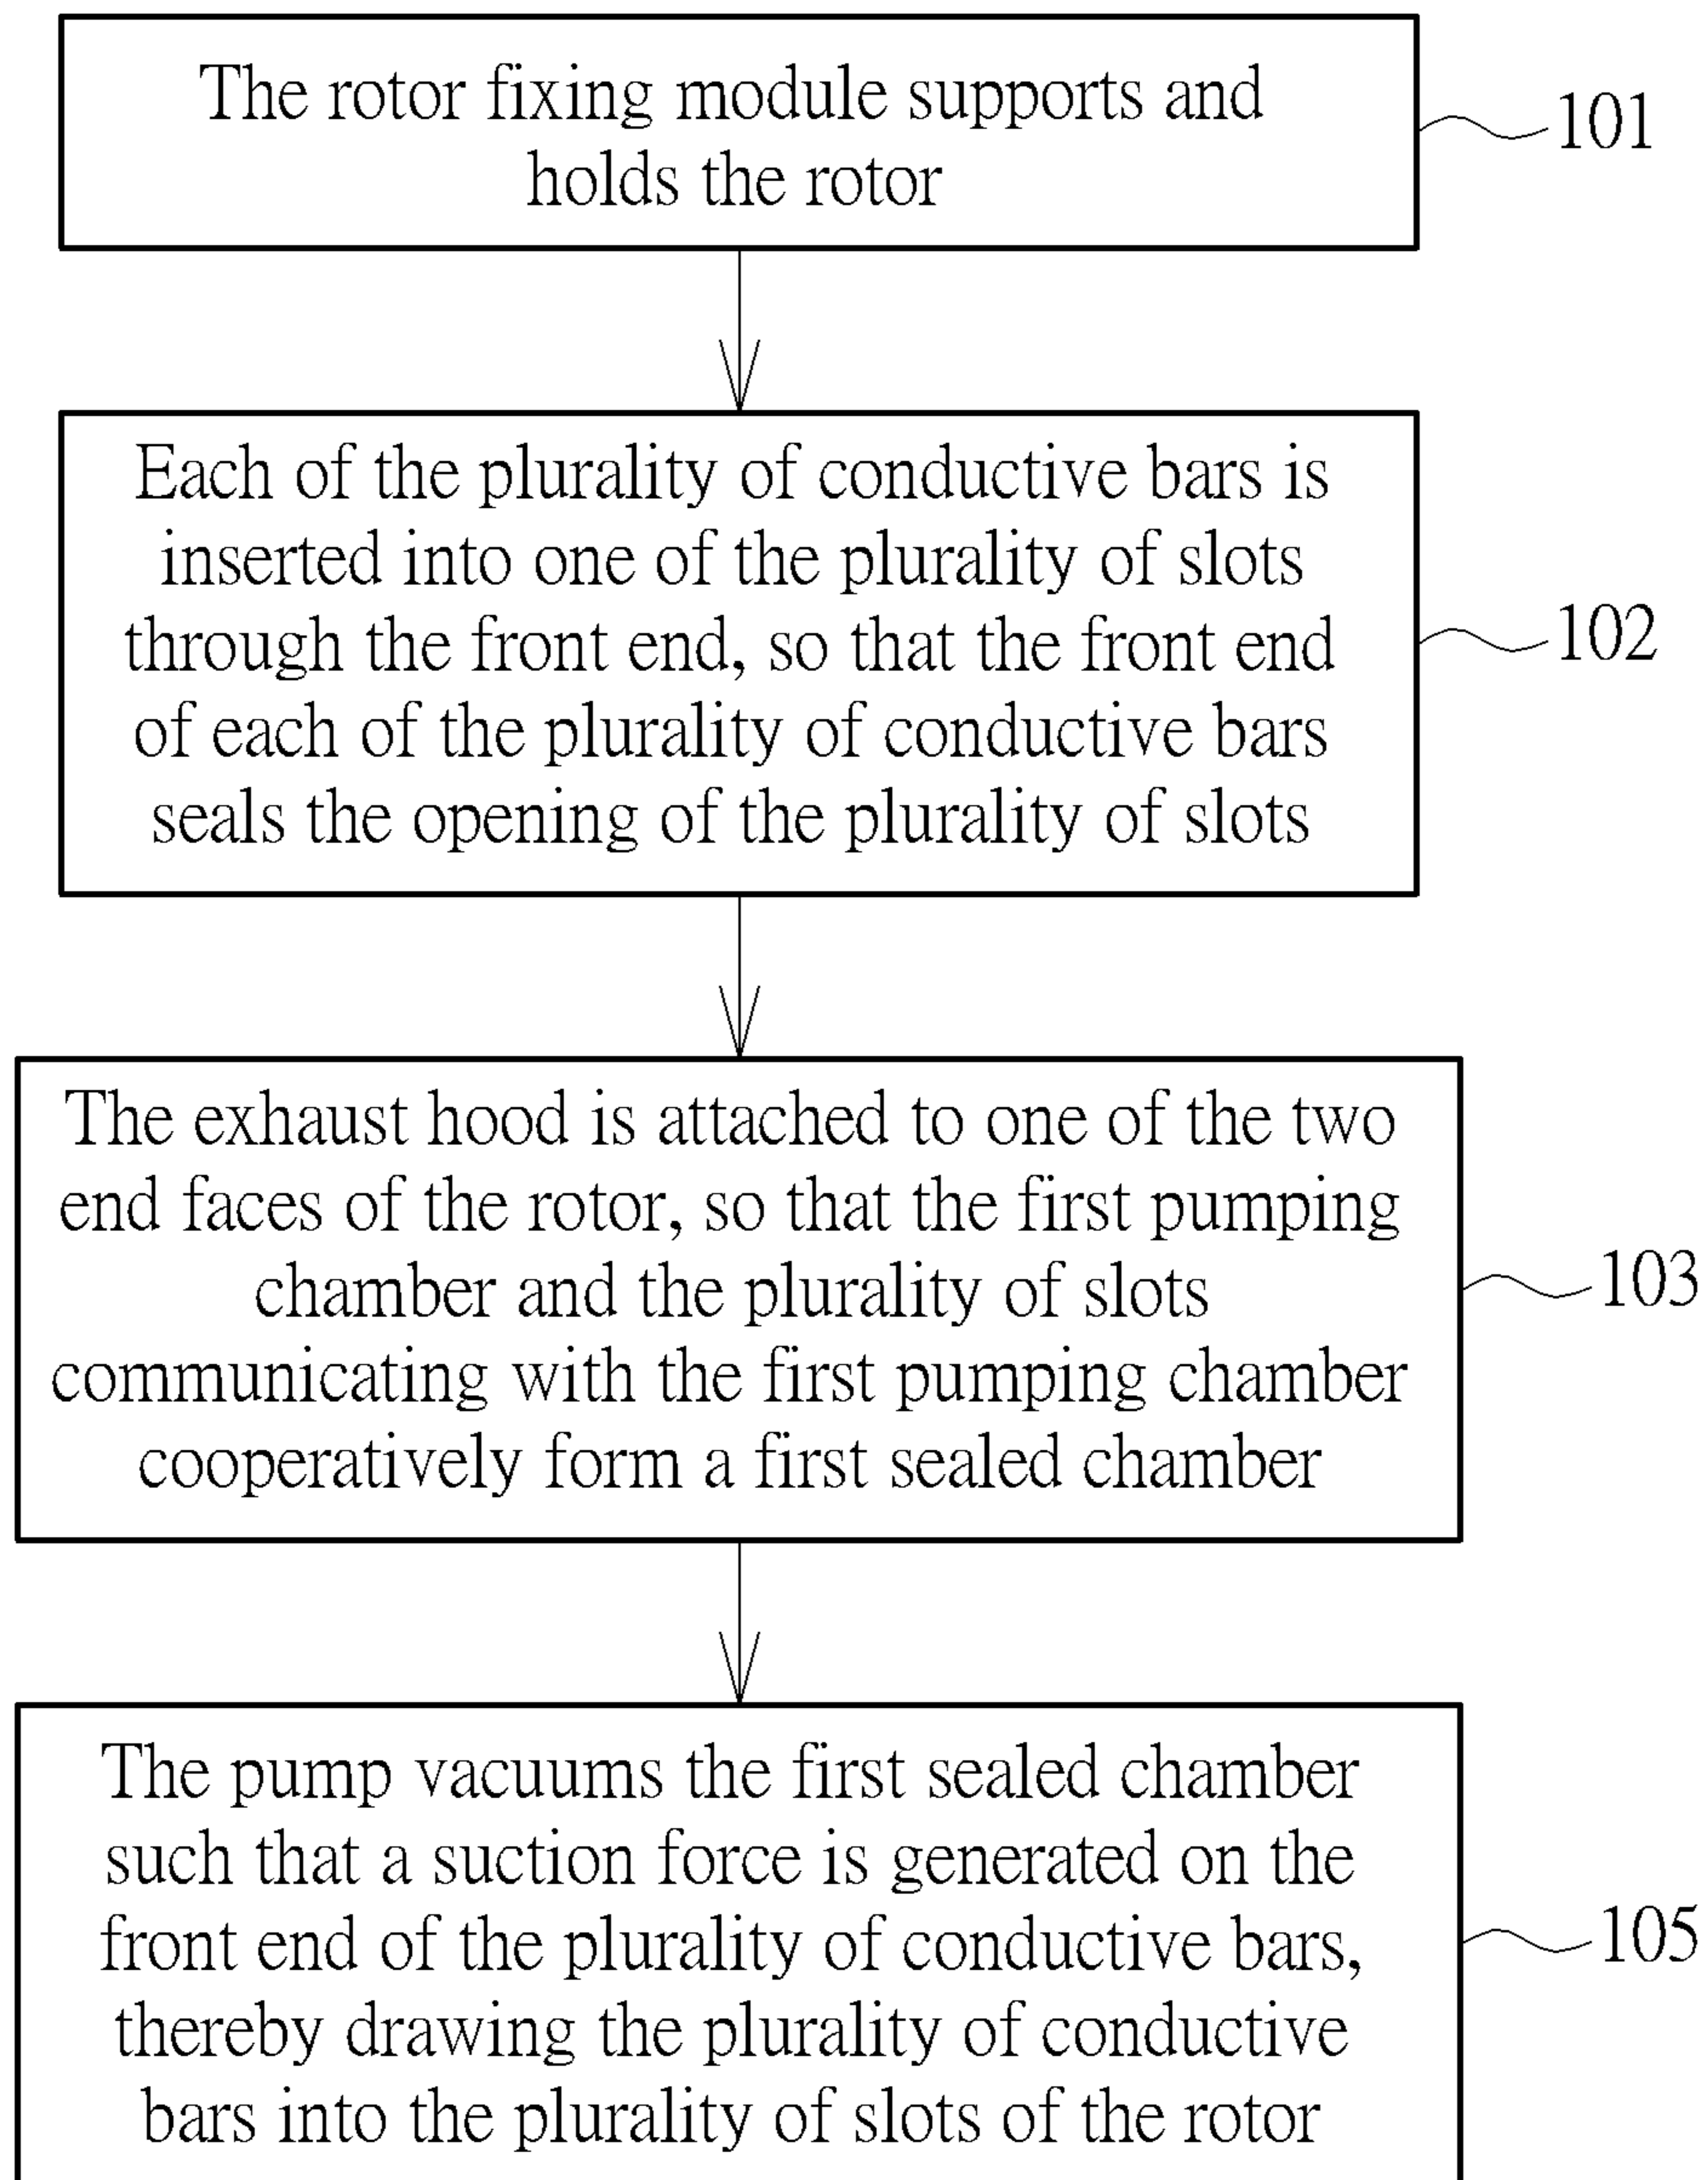 The rotor fixing module supports and
holds the rotor
101
Each of the plurality of conductive bars is
inserted into one of the plurality of slots
through the front end, so that the front end
of each of the plurality of conductive bars
seals the opening of the plurality of slots
102
The exhaust hood is attached to one of the two
end faces of the rotor, so that the first pumping
chamber and the plurality of slots
communicating with the first pumping chamber
cooperatively form a first sealed chamber
103
The pump vacuums the first sealed chamber
such that a suction force is generated on the
front end of the plurality of conductive bars,
thereby drawing the plurality of conductive
bars into the plurality of slots of the rotor
105